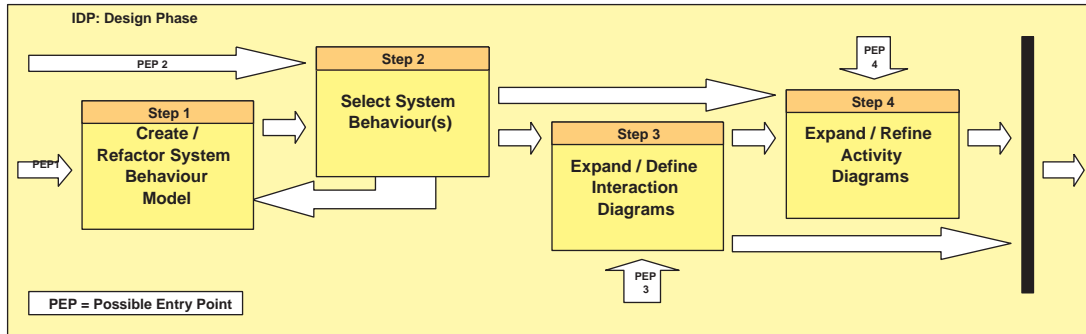 IDP: Design Phase
PEP 2
PEP1
Step 1
Create /
Refactor System
Behaviour
Model
Step 2
Select System
Behaviour(s)
Step 3
Expand / Define
Interaction
Diagrams
PEP
3
PEP
4
Step 4
Expand / Refine
Activity
Diagrams
PEP = Possible Entry Point